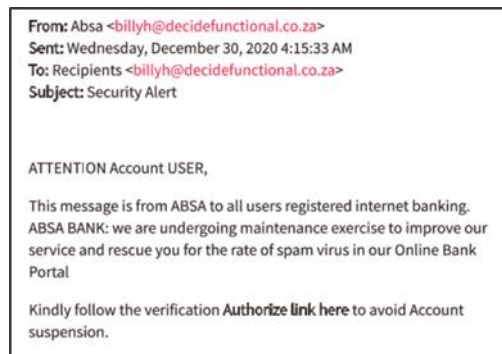 From: Absa <billyh@decidefunctional.co.za>
Sent: Wednesday, December 30, 2020 4:15:33 AM
To: Recipients <billyh@decidefunctional.co.za>
Subject: Security Alert
ATTENTION Account USER,
This message is from ABSA to all users registered internet banking.
ABSA BANK: we are undergoing maintenance exercise to improve our
service and rescue you for the rate of spam virus in our Online Bank
Portal
Kindly follow the verification Authorize link here to avoid Account
suspension.